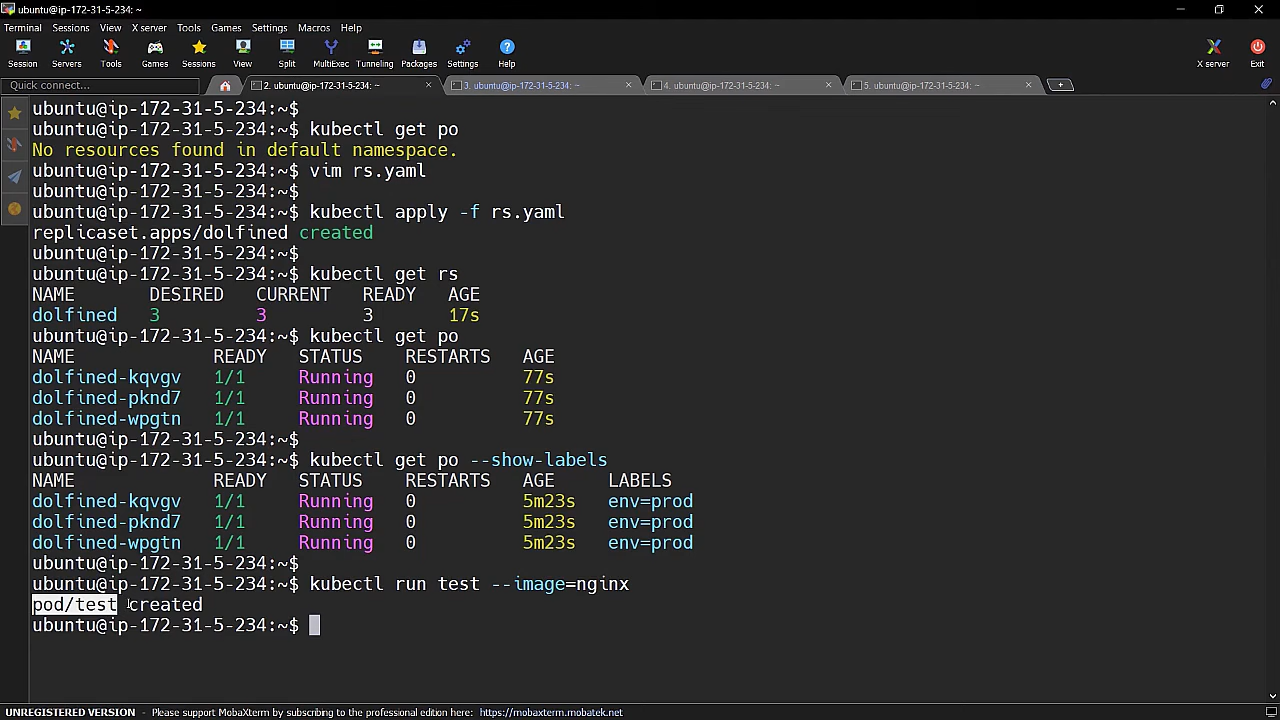 ubuntu@ip-172-31-5-234: ~
Terminal Sessions View X server Tools Games Settings Macros Help
Session Servers Tools Games Sessions View Split MultiExec Tunneling Packages Settings Help X server Exit
Quick connect... 2. ubuntu@ip-172-31-5-234: ~ 3. ubuntu@ip-172-31-5-234: ~ 4. ubuntu@ip-172-31-5-234: ~ 5. ubuntu@ip-172-31-5-234: ~
ubuntu@ip-172-31-5-234:~$
ubuntu@ip-172-31-5-234:~$ kubectl get po
No resources found in default namespace.
ubuntu@ip-172-31-5-234:~$ vim rs.yaml
ubuntu@ip-172-31-5-234:~$
ubuntu@ip-172-31-5-234:~$ kubectl apply -f rs.yaml
replicaset.apps/dolfined created
ubuntu@ip-172-31-5-234:~$
ubuntu@ip-172-31-5-234:~$ kubectl get rs
NAME DESIRED CURRENT READY AGE
dolfined 3 3 3 17s
ubuntu@ip-172-31-5-234:~$ kubectl get po
NAME READY STATUS RESTARTS AGE
dolfined-kqvgv 1/1 Running 0 77s
dolfined-pknd7 1/1 Running 0 77s
dolfined-wpgtn 1/1 Running 0 77s
ubuntu@ip-172-31-5-234:~$
ubuntu@ip-172-31-5-234:~$ kubectl get po --show-labels
NAME READY STATUS RESTARTS AGE LABELS
dolfined-kqvgv 1/1 Running 0 5m23s env=prod
dolfined-pknd7 1/1 Running 0 5m23s env=prod
dolfined-wpgtn 1/1 Running 0 5m23s env=prod
ubuntu@ip-172-31-5-234:~$
ubuntu@ip-172-31-5-234:~$ kubectl run test --image=nginx
pod/test created
ubuntu@ip-172-31-5-234:~$
UNREGISTERED VERSION - Please support MobaXterm by subscribing to the professional edition here: https://mobaxterm.mobatek.net